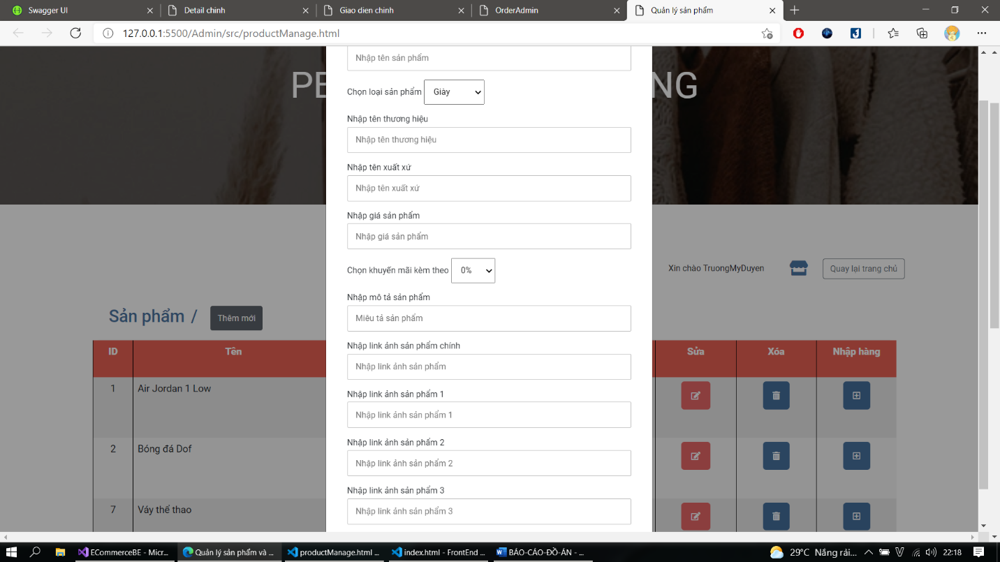 Swagger UI
Detail chinh
Giao dien chinh
OrderAdmin
Quản lý sản phẩm
127.0.0.1:5500/Admin/src/productManage.html
Nhập tên sản phẩm
NG
Chọn loại sản phẩm Giày
Nhập tên thương hiệu
Nhập tên thương hiệu
Nhập tên xuất xứ
Nhập tên xuất xứ
Nhập giá sản phẩm
Nhập giá sản phẩm
Chọn khuyến mãi kèm theo 0%
Xin chào TruongMyDuyen
Quay lại trang chủ
Nhập mô tả sản phẩm
Miêu tả sản phẩm
Sản phẩm / Thêm mới
Nhập link ảnh sản phẩm chính
Nhập link ảnh sản phẩm
ID Tên Sửa Xóa Nhập hàng
1 Air Jordan 1 Low
Nhập link ảnh sản phẩm 1
Nhập link ảnh sản phẩm 1
2 Bóng đá Dof
Nhập link ảnh sản phẩm 2
Nhập link ảnh sản phẩm 2
Nhập link ảnh sản phẩm 3
7 Váy thể thao
Nhập link ảnh sản phẩm 3
ECommerceBE - Micr...
Quản lý sản phẩm và ...
productManage.html ...
index.html - FrontEnd ...
BÁO-CÁO-ĐỒ-ÁN - ...
29°C Nắng rải... 22:18